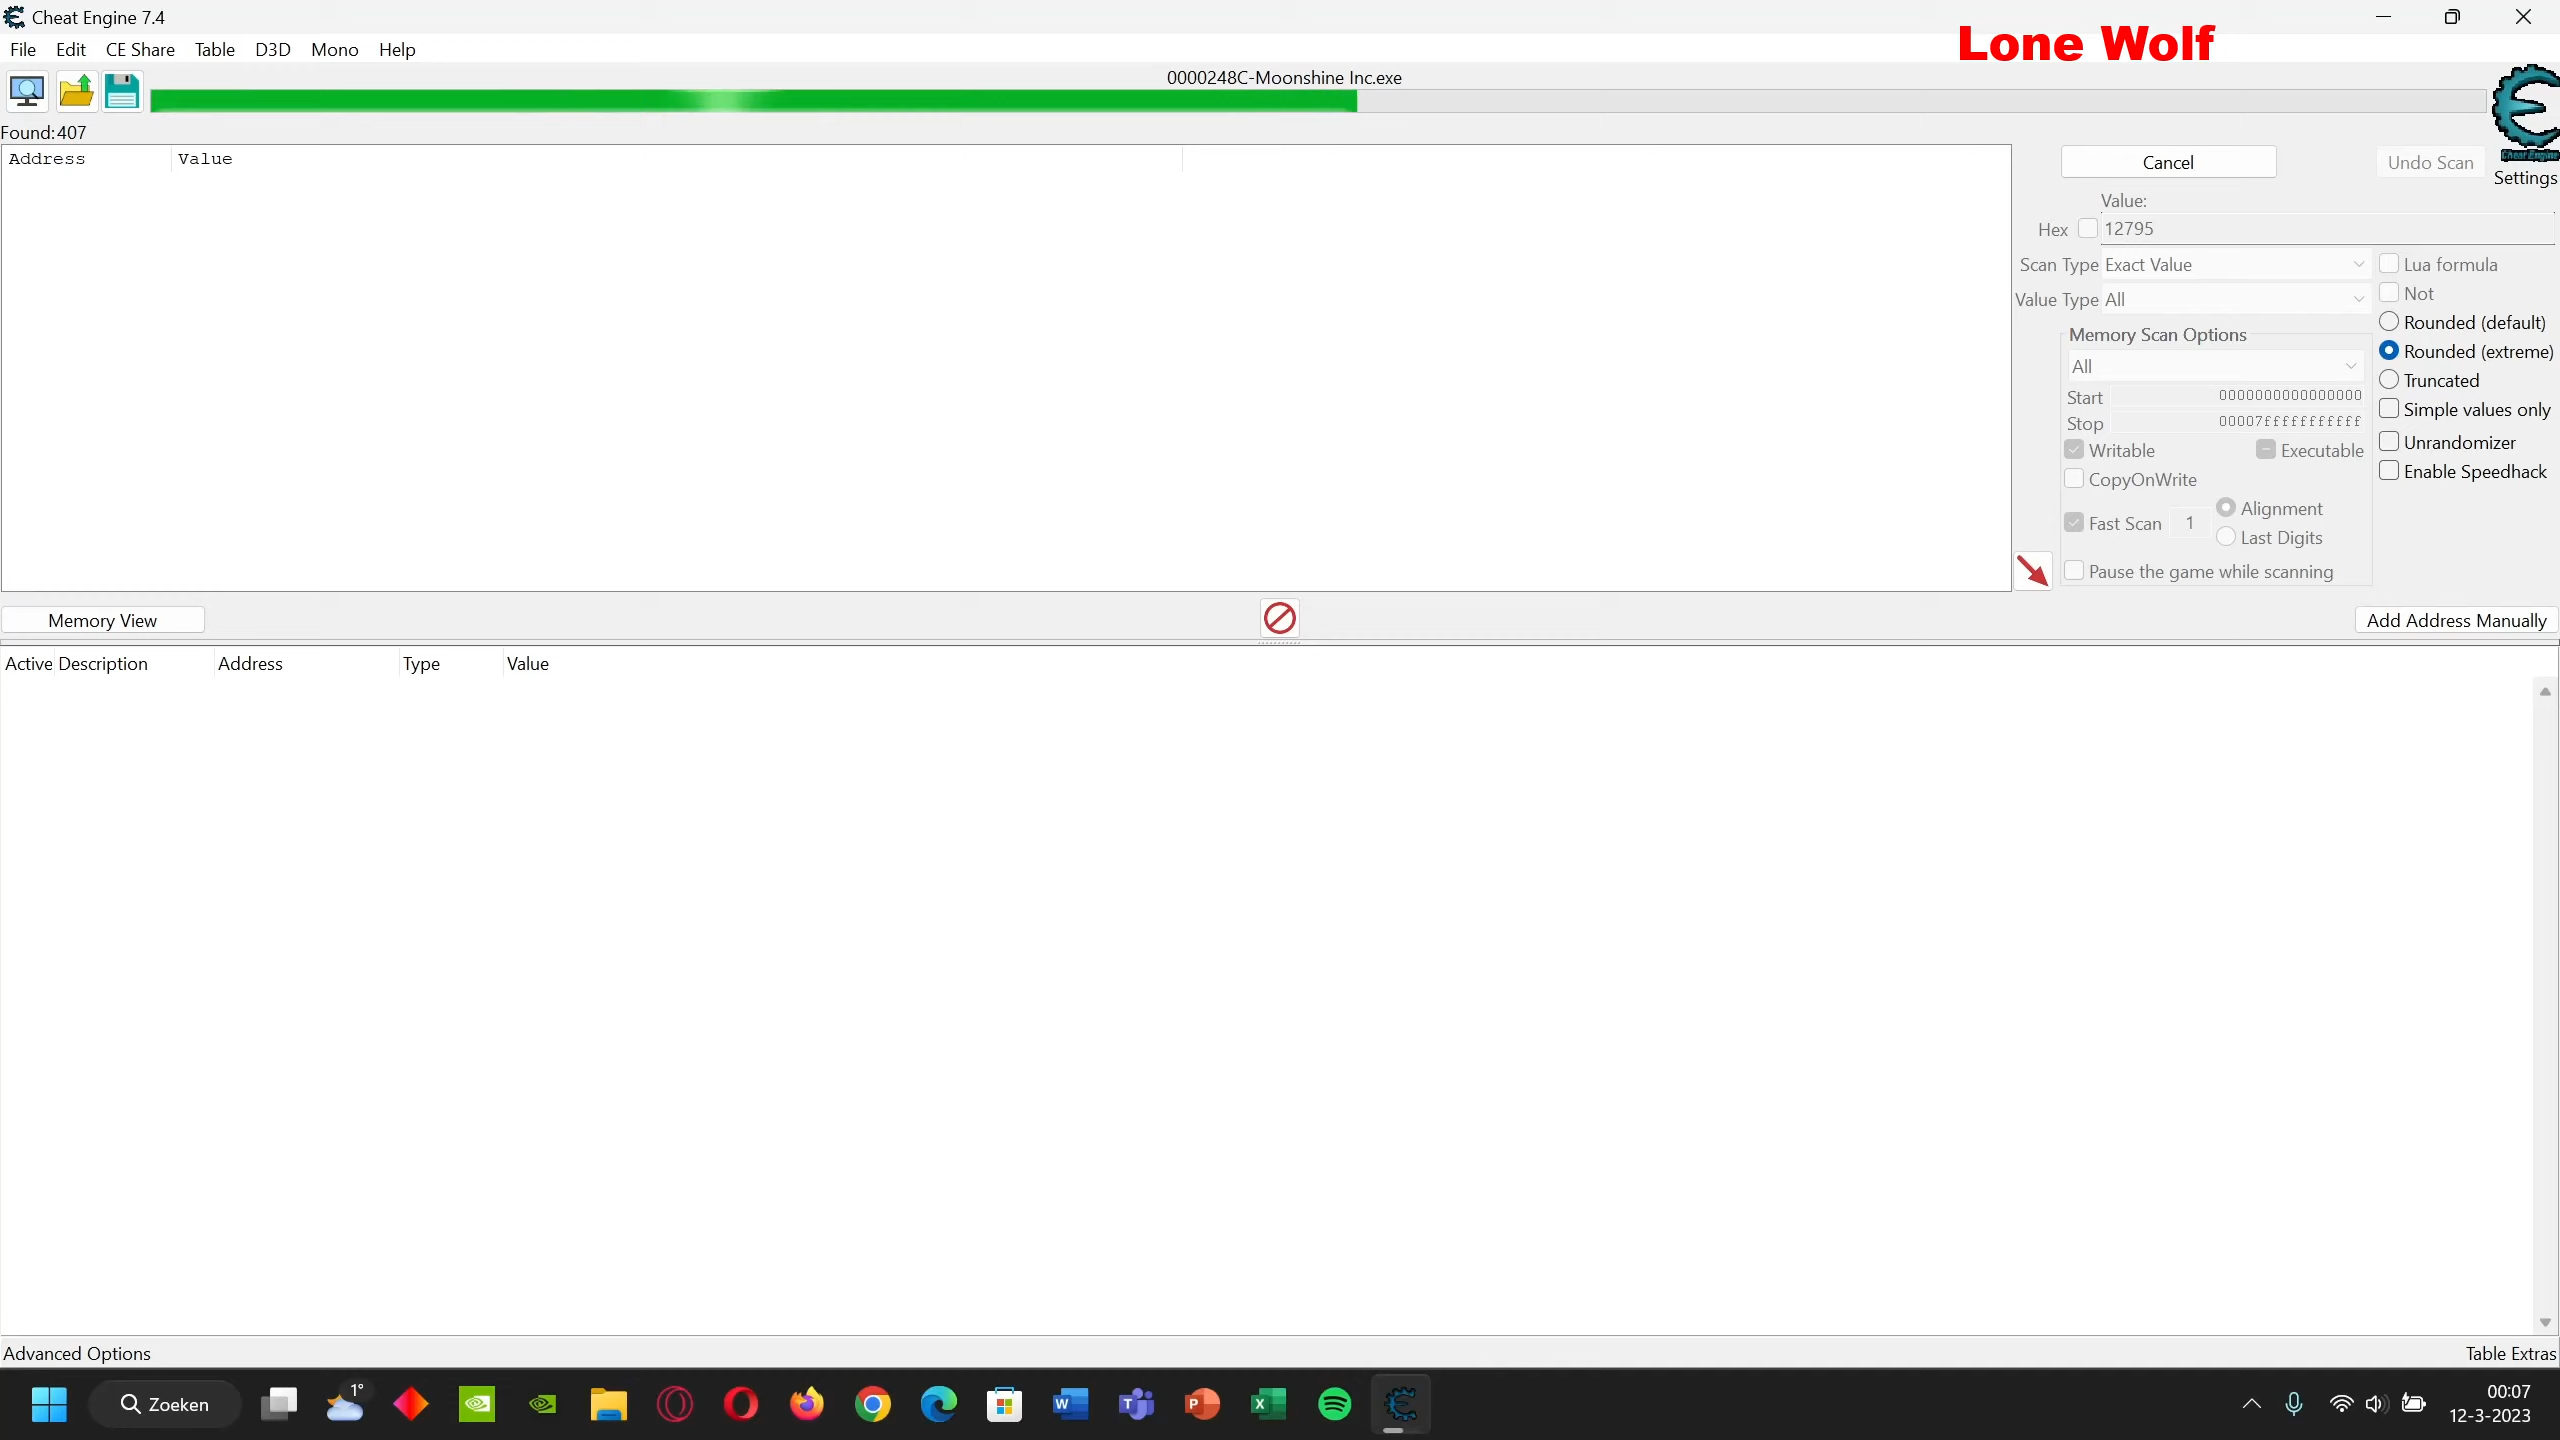 Cheat Engine 7.4
Lone Wolf
File Edit CE Share Table D3D Mono Help
0000248C-Moonshine Inc.exe
Found:407
Address Value
Cancel
Undo Scan
Cheat Engine
Settings
Value:
Hex 12795
Scan Type Exact Value
Lua formula
Value Type All
Not
Rounded (default)
Memory Scan Options
Rounded (extreme)
All
Truncated
Start 0000000000000000
Simple values only
Stop 00007fffffffffff
Writable Executable
Unrandomizer
CopyOnWrite
Enable Speedhack
Fast Scan 1
Alignment
Last Digits
Pause the game while scanning
Memory View
Add Address Manually
Active Description Address Type Value
Advanced Options
Table Extras
Zoeken
1°
00:07
12-3-2023